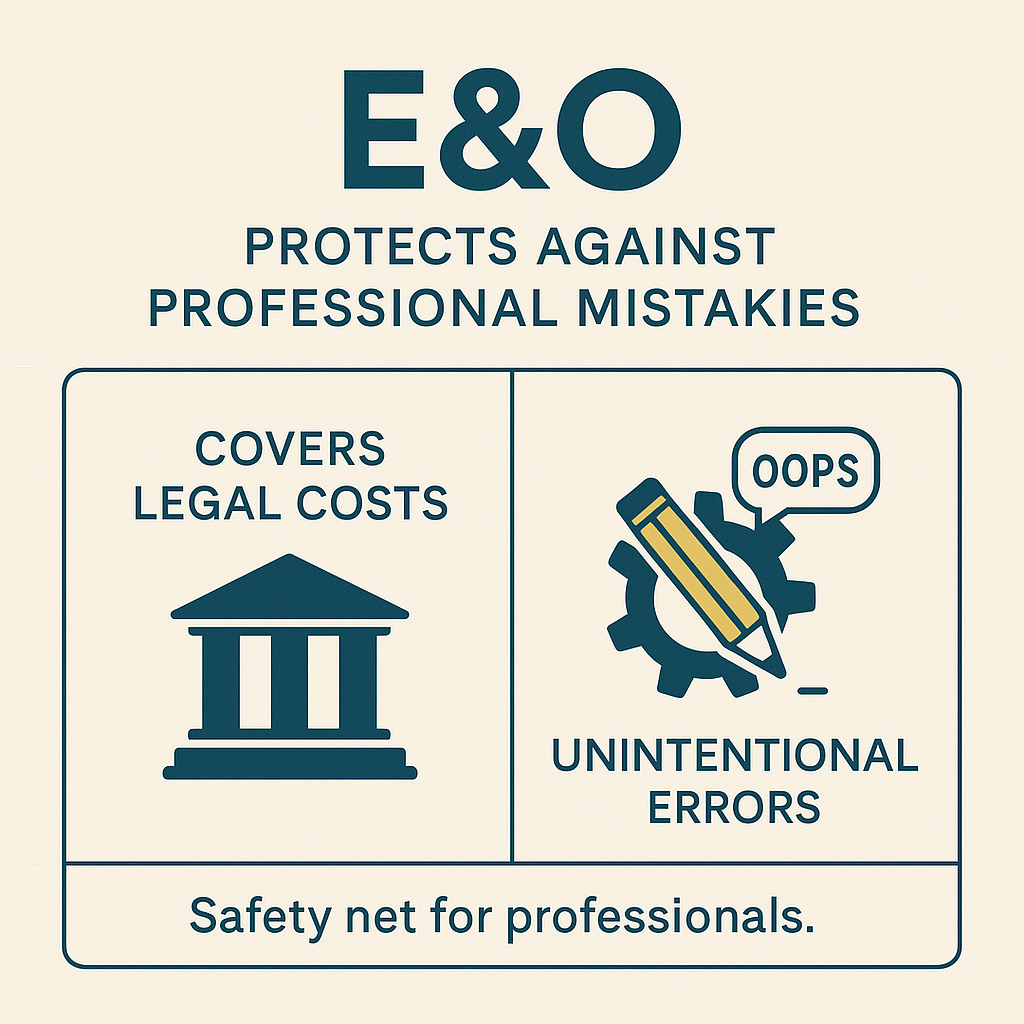 E&O
PROTECTS AGAINST
PROFESSIONAL MISTAKIES
COVERS
LEGAL COSTS
OOPS
UNINTENTIONAL
ERRORS
Safety net for professionals.